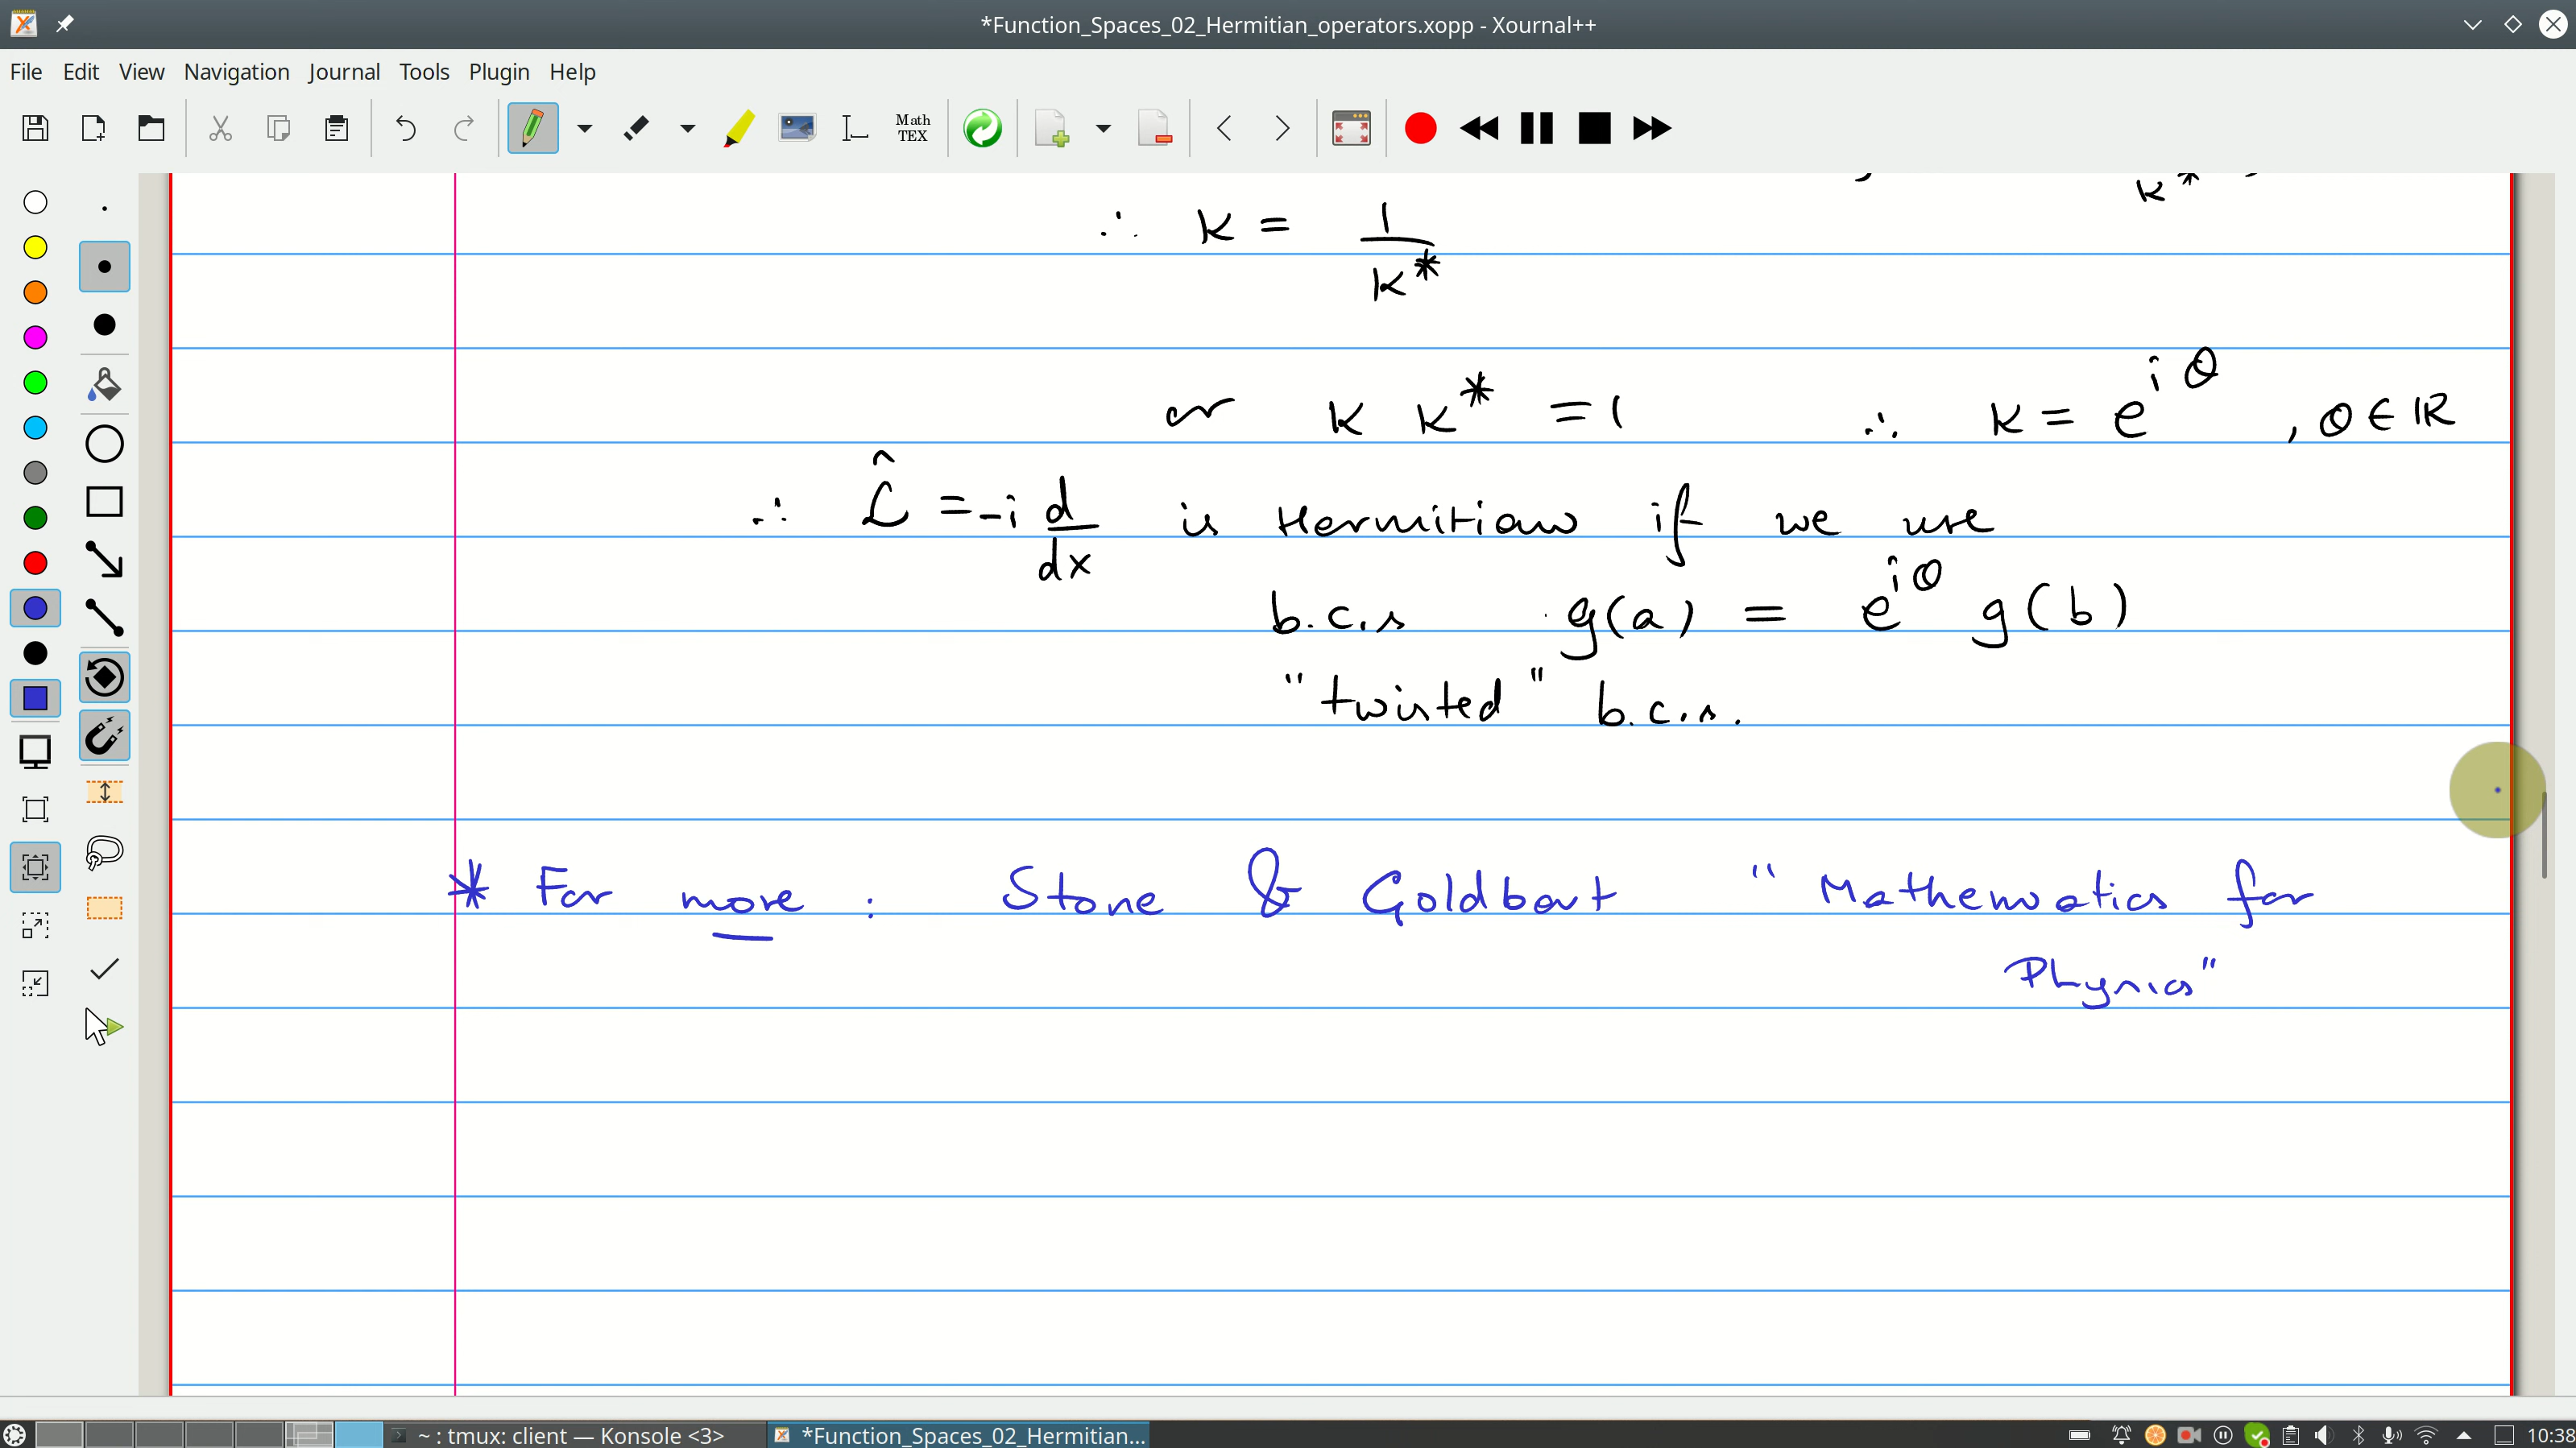 *Function_Spaces_02_Hermitian_operators.xopp - Xournal++
File Edit View Navigation Journal Tools Plugin Help
Math TEX
k*
∴ k = 1/k*
or k k* = 1 ∴ k = e^{iθ}, θ ∈ ℝ
∴ L̂ = -i d/dx is Hermitian if we use
b.c.s g(a) = e^{iθ} g(b)
"twisted" b.c.s.
* For more : Stone & Goldbart "Mathematics for
Physics"
~ : tmux: client — Konsole <3> *Function_Spaces_02_Hermitian... 10:38